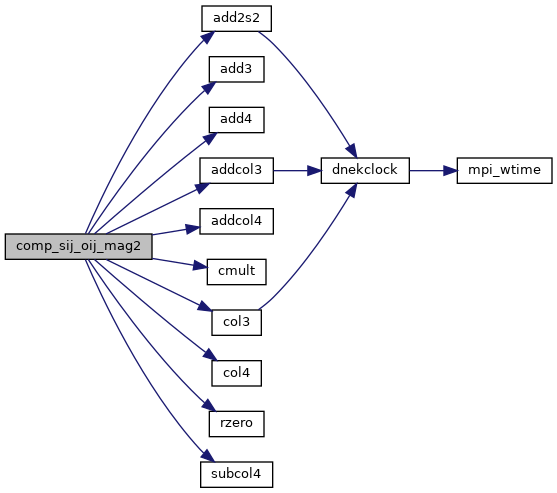 add2s2
add3
add4
addcol3
dnekclock
mpi_wtime
addcol4
comp_sij_oij_mag2
cmult
col3
col4
rzero
subcol4